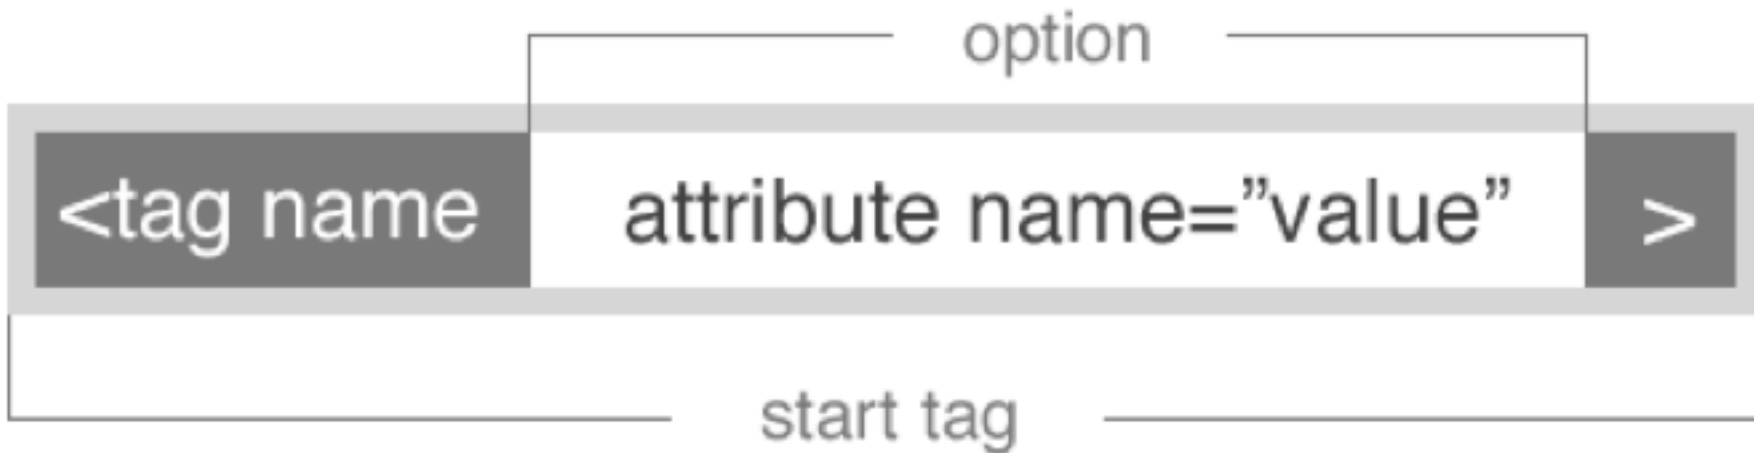 option
<tag name attribute name=”value” >
start tag